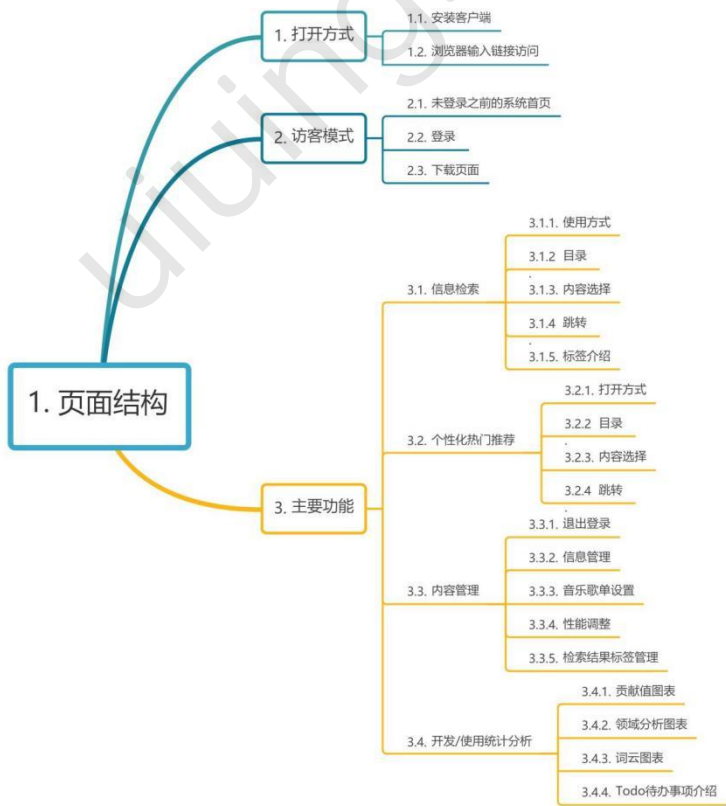 1. 页面结构
1. 打开方式
1.1. 安装客户端
1.2. 浏览器输入链接访问
2. 访客模式
2.1. 未登录之前的系统首页
2.2. 登录
2.3. 下载页面
3. 主要功能
3.1. 信息检索
3.1.1. 使用方式
3.1.2 目录
.
3.1.3. 内容选择
3.1.4 跳转
.
3.1.5. 标签介绍
3.2. 个性化热门推荐
3.2.1. 打开方式
3.2.2 目录
.
3.2.3. 内容选择
3.2.4 跳转
.
3.3. 内容管理
3.3.1. 退出登录
3.3.2. 信息管理
3.3.3. 音乐歌单设置
3.3.4. 性能调整
3.3.5. 检索结果标签管理
3.4. 开发/使用统计分析
3.4.1. 贡献值图表
3.4.2. 领域分析图表
3.4.3. 词云图表
3.4.4. Todo待办事项介绍